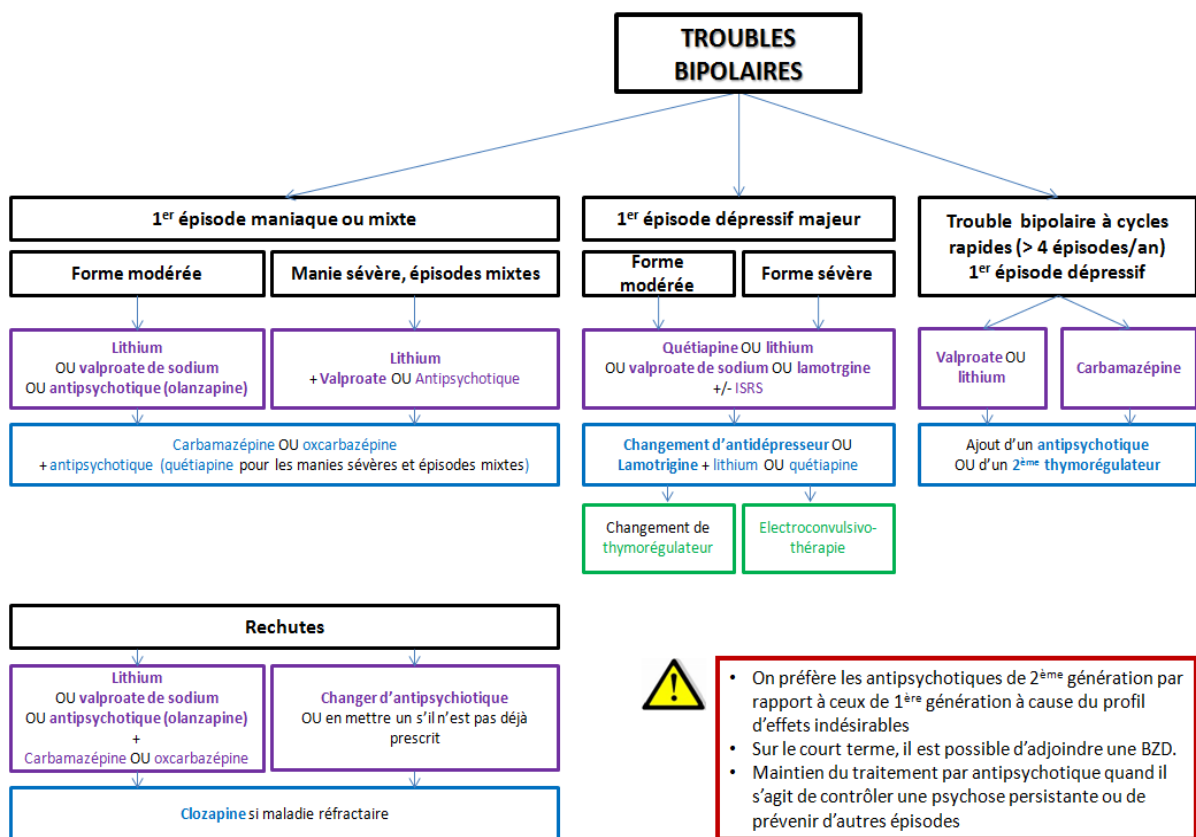 TROUBLES
BIPOLAIRES
1er épisode maniaque ou mixte
Forme modérée
Manie sévère, épisodes mixtes
Lithium
OU valproate de sodium
OU antipsychotique (olanzapine)
Lithium
+ Valproate OU Antipsychotique
Carbamazépine OU oxcarbazépine
+ antipsychotique (quétiapine pour les manies sévères et épisodes mixtes)
1er épisode dépressif majeur
Forme
modérée
Forme sévère
Quétiapine OU lithium
OU valproate de sodium OU lamotrgine
+/- ISRS
Changement d'antidépresseur OU
Lamotrigine + lithium OU quétiapine
Changement de
thymorégulateur
Electroconvulsivo-
thérapie
Trouble bipolaire à cycles
rapides (> 4 épisodes/an)
1er épisode dépressif
Valproate OU
lithium
Carbamazépine
Ajout d'un antipsychotique
OU d'un 2ème thymorégulateur
Rechutes
Lithium
OU valproate de sodium
OU antipsychotique (olanzapine)
+
Carbamazépine OU oxcarbazépine
Changer d'antipsychiotique
OU en mettre un s'il n'est pas déjà
prescrit
Clozapine si maladie réfractaire
• On préfère les antipsychotiques de 2ème génération par
rapport à ceux de 1ère génération à cause du profil
d'effets indésirables
• Sur le court terme, il est possible d'adjoindre une BZD.
• Maintien du traitement par antipsychotique quand il
s'agit de contrôler une psychose persistante ou de
prévenir d'autres épisodes